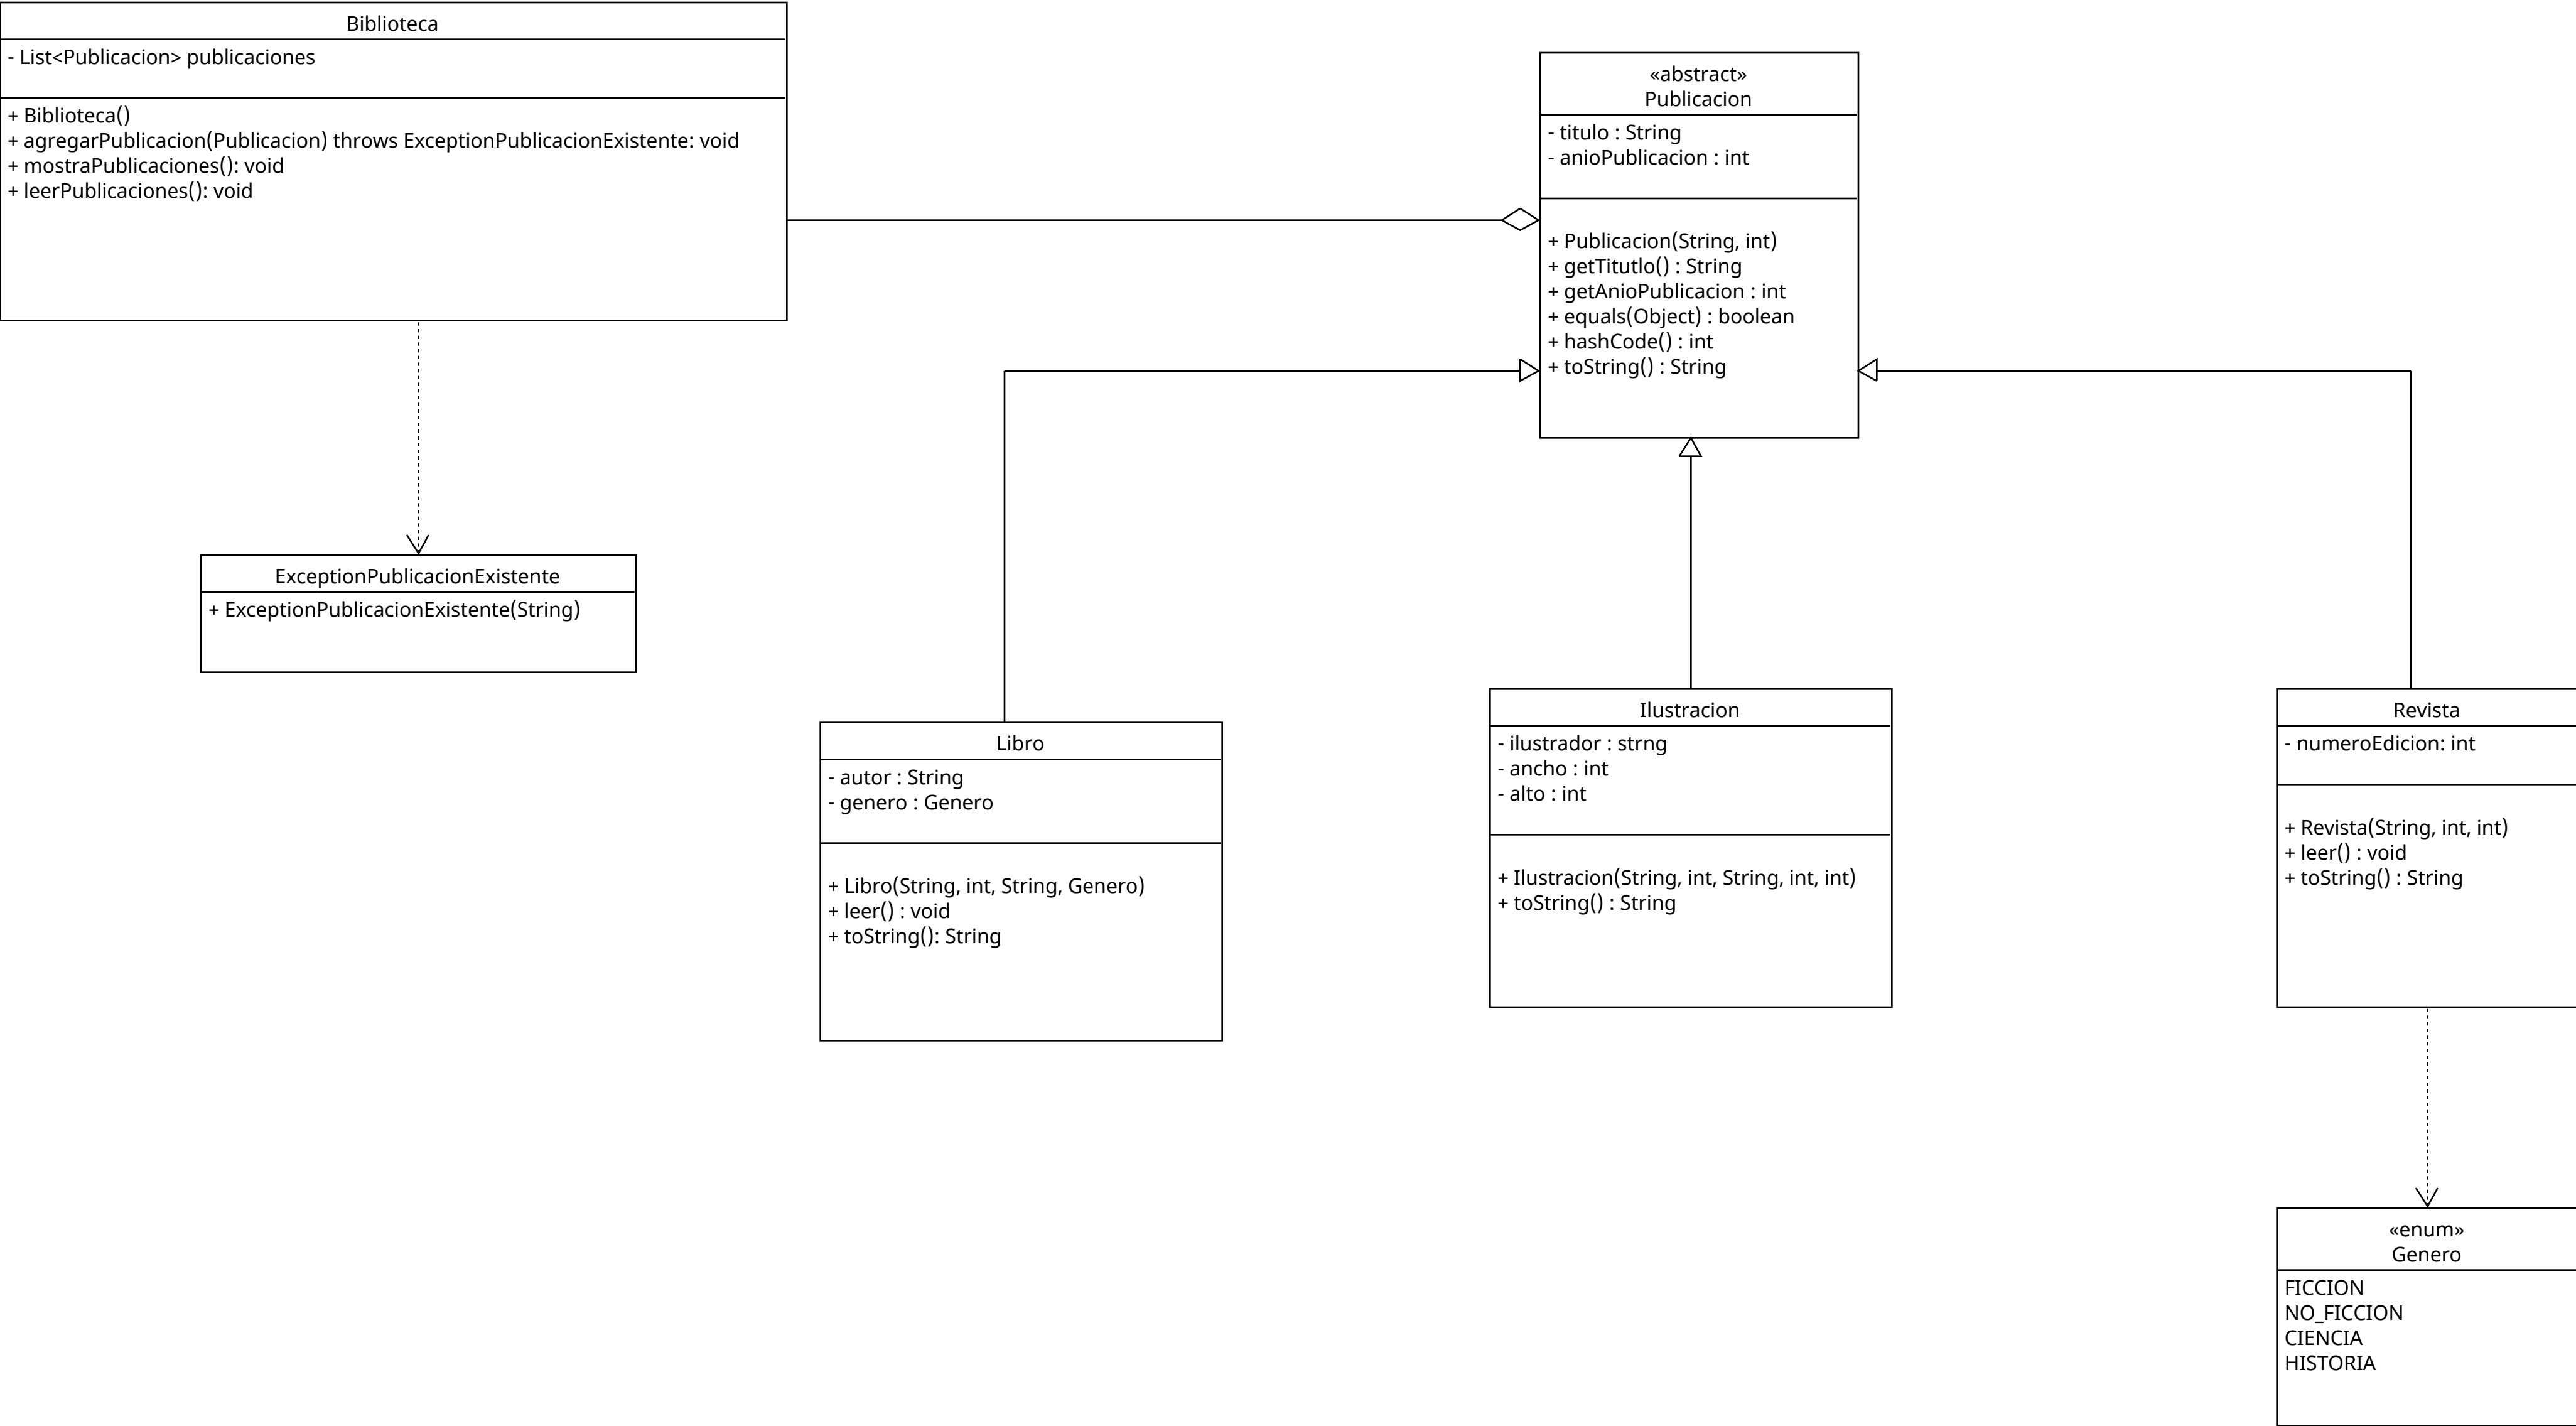 Biblioteca
- List<Publicacion> publicaciones
+ Biblioteca()
+ agregarPublicacion(Publicacion) throws ExceptionPublicacionExistente: void
+ mostraPublicaciones(): void
+ leerPublicaciones(): void
«abstract»
Publicacion
- titulo : String
- anioPublicacion : int
+ Publicacion(String, int)
+ getTitutlo() : String
+ getAnioPublicacion : int
+ equals(Object) : boolean
+ hashCode() : int
+ toString() : String
ExceptionPublicacionExistente
+ ExceptionPublicacionExistente(String)
Libro
- autor : String
- genero : Genero
+ Libro(String, int, String, Genero)
+ leer() : void
+ toString(): String
Ilustracion
- ilustrador : strng
- ancho : int
- alto : int
+ Ilustracion(String, int, String, int, int)
+ toString() : String
Revista
- numeroEdicion: int
+ Revista(String, int, int)
+ leer() : void
+ toString() : String
«enum»
Genero
FICCION
NO_FICCION
CIENCIA
HISTORIA